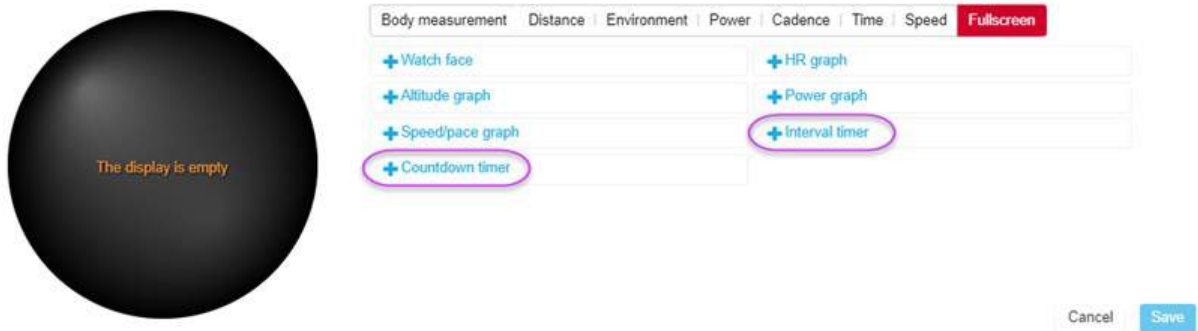 Body measurement Distance Environment Power Cadence Time Speed Fullscreen
Watch face
HR graph
Altitude graph
Power graph
Speed/pace graph
Interval timer
The display is empty
Countdown timer
Cancel Save